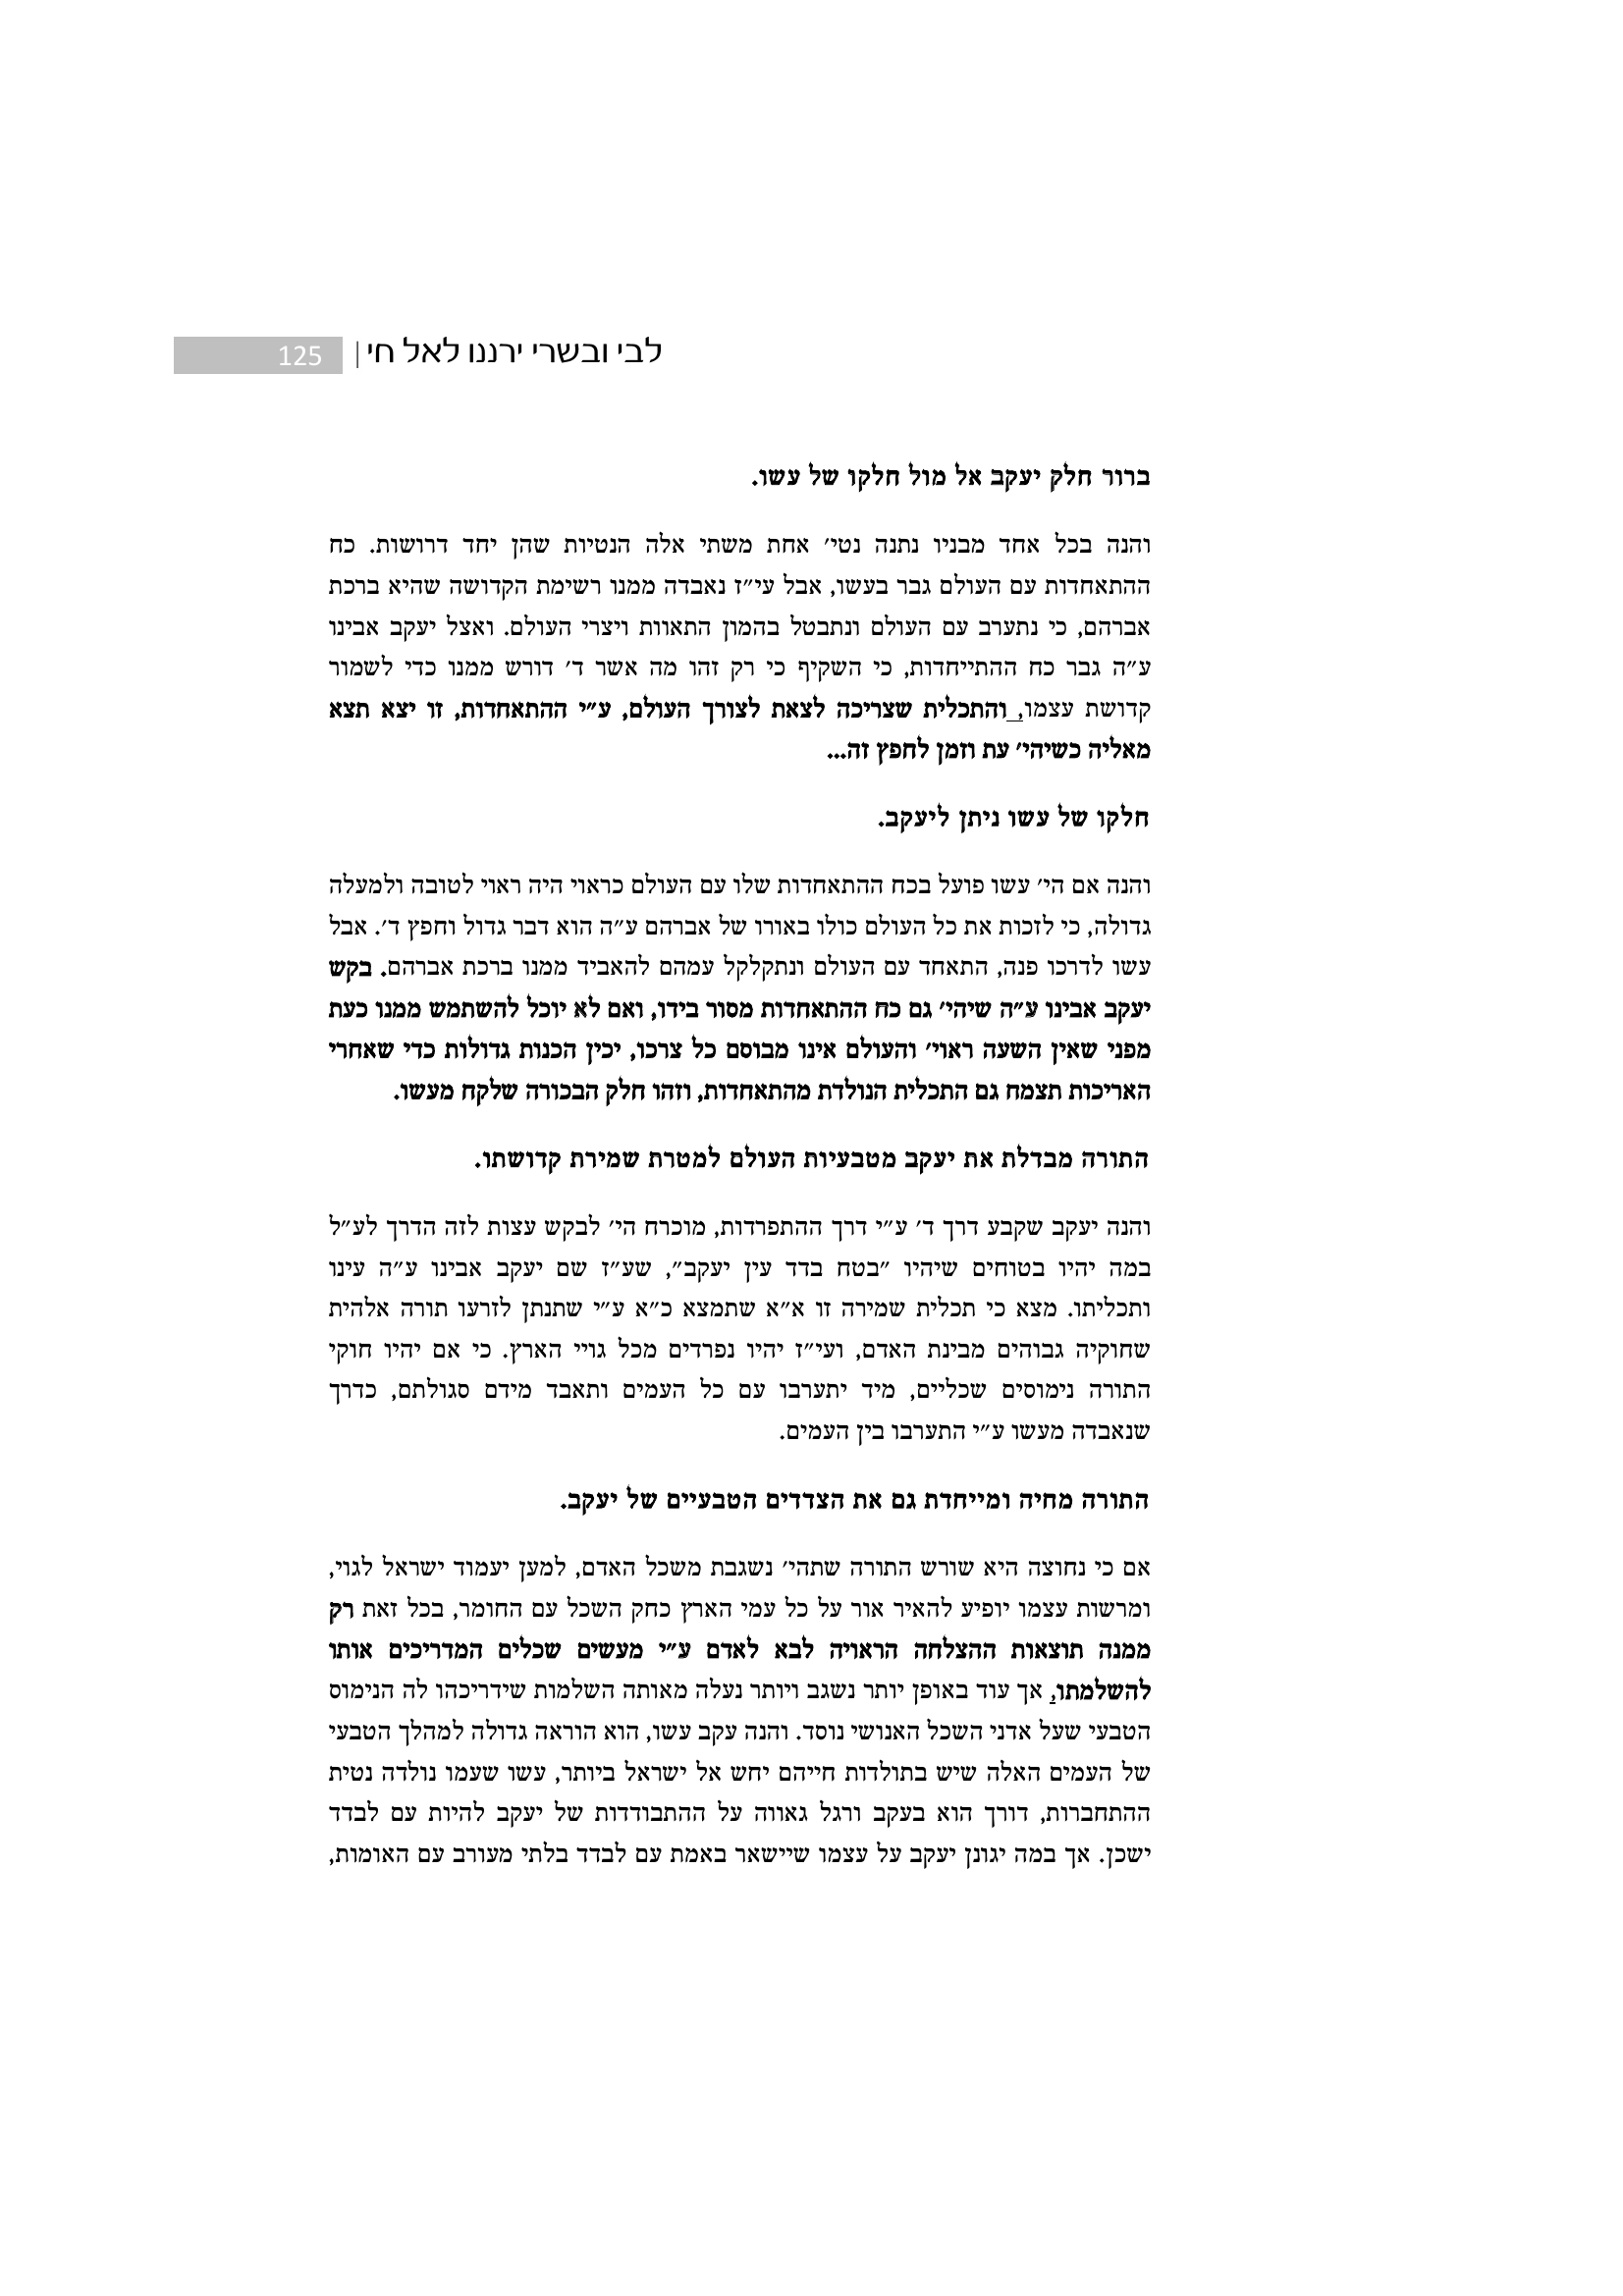 לבי ובשרי ירננו לאל חי | 125
ברור חלק יעקב אל מול חלקו של עשו.
והנה בכל אחד מבניו נתנה נטי׳ אחת משתי אלה הנטיות שהן יחד דרושות. כח
ההתאחדות עם העולם גבר בעשו, אבל עי״ז נאבדה ממנו רשימת הקדושה שהיא ברכת
אברהם, כי נתערב עם העולם ונתבטל בהמון התאוות ויצרי העולם. ואצל יעקב אבינו
ע״ה גבר כח ההתייחדות, כי השקיף כי רק זהו מה אשר ד׳ דורש ממנו כדי לשמור
קדושת עצמו, והתכלית שצריכה לצאת לצורך העולם, ע״י ההתאחדות, זו יצא תצא
מאליה כשיהי׳ עת וזמן לחפץ זה...
חלקו של עשו ניתן ליעקב.
והנה אם הי׳ עשו פועל בכח ההתאחדות שלו עם העולם כראוי היה ראוי לטובה ולמעלה
גדולה, כי לזכות את כל העולם כולו באורו של אברהם ע״ה הוא דבר גדול וחפץ ד׳. אבל
עשו לדרכו פנה, התאחד עם העולם ונתקלקל עמהם להאביד ממנו ברכת אברהם. בקש
יעקב אבינו ע״ה שיהי׳ גם כח ההתאחדות מסור בידו, ואם לא יוכל להשתמש ממנו כעת
מפני שאין השעה ראוי׳ והעולם אינו מבוסם כל צרכו, יכין הכנות גדולות כדי שאחרי
האריכות תצמח גם התכלית הנולדת מהתאחדות, וזהו חלק הבכורה שלקח מעשו.
התורה מבדלת את יעקב מטבעיות העולם למטרת שמירת קדושתו.
והנה יעקב שקבע דרך ד׳ ע״י דרך ההתפרדות, מוכרח הי׳ לבקש עצות לזה הדרך לע״ל
במה יהיו בטוחים שיהיו ״בטח בדד עין יעקב״, שע״ז שם יעקב אבינו ע״ה עינו
ותכליתו. מצא כי תכלית שמירה זו א״א שתמצא כ״א ע״י שתנתן לזרעו תורה אלהית
שחוקיה גבוהים מבינת האדם, ועי״ז יהיו נפרדים מכל גויי הארץ. כי אם יהיו חוקי
התורה נימוסים שכליים, מיד יתערבו עם כל העמים ותאבד מידם סגולתם, כדרך
שנאבדה מעשו ע״י התערבו בין העמים.
התורה מחיה ומייחדת גם את הצדדים הטבעיים של יעקב.
אם כי נחוצה היא שורש התורה שתהי׳ נשגבת משכל האדם, למען יעמוד ישראל לגוי,
ומרשות עצמו יופיע להאיר אור על כל עמי הארץ כחק השכל עם החומר, בכל זאת רק
ממנה תוצאות ההצלחה הראויה לבא לאדם ע״י מעשים שכלים המדריכים אותו
להשלמתו, אך עוד באופן יותר נשגב ויותר נעלה מאותה השלמות שידריכהו לה הנימוס
הטבעי שעל אדני השכל האנושי נוסד. והנה עקב עשו, הוא הוראה גדולה למהלך הטבעי
של העמים האלה שיש בתולדות חייהם יחש אל ישראל ביותר, עשו שעמו נולדה נטית
ההתחברות, דורך הוא בעקב ורגל גאווה על ההתבודדות של יעקב להיות עם לבדד
ישכן. אך במה יגונן יעקב על עצמו שיישאר באמת עם לבדד בלתי מעורב עם האומות,